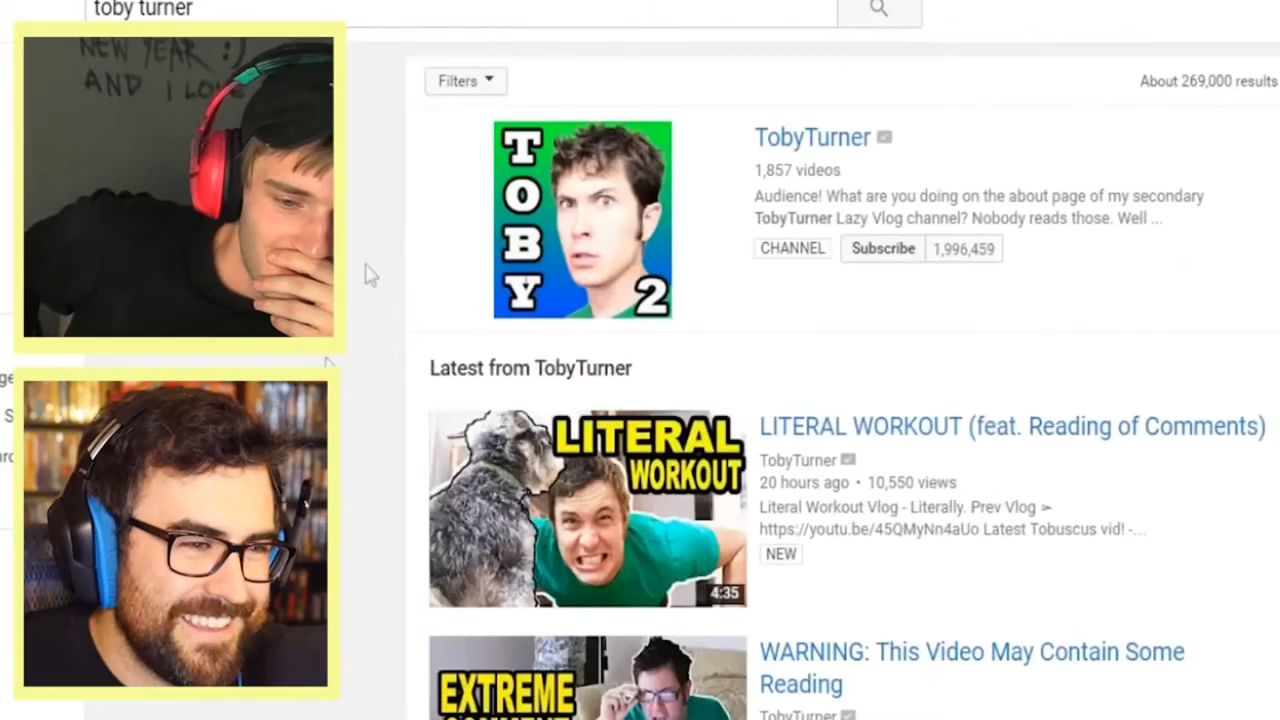 toby turner
NEW YEAR :)
AND I LOVE
Filters
About 269,000 results
TOBY
2
TobyTurner
1,857 videos
Audience! What are you doing on the about page of my secondary
TobyTurner Lazy Vlog channel? Nobody reads those. Well ...
CHANNEL
Subscribe
1,996,459
Latest from TobyTurner
LITERAL
WORKOUT
4:35
LITERAL WORKOUT (feat. Reading of Comments)
TobyTurner
20 hours ago • 10,550 views
Literal Workout Vlog - Literally. Prev Vlog ➣
https://youtu.be/45QMyNn4aUo Latest Tobuscus vid! -...
NEW
EXTREME
WARNING: This Video May Contain Some
Reading
TobyTurner